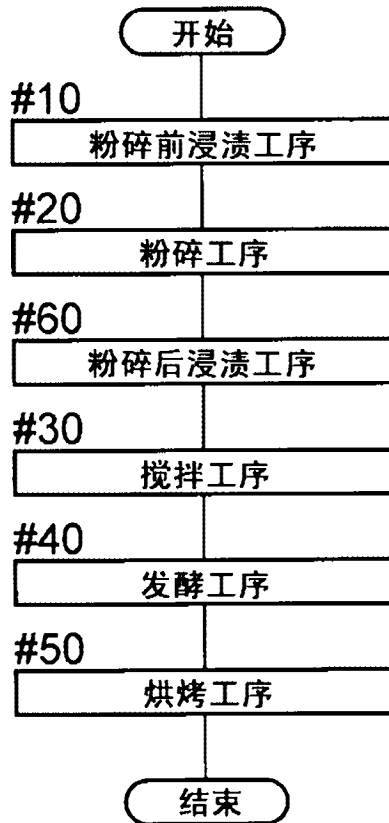 开始
#10
粉碎前浸渍工序
#20
粉碎工序
#60
粉碎后浸渍工序
#30
搅拌工序
#40
发酵工序
#50
烘烤工序
结束